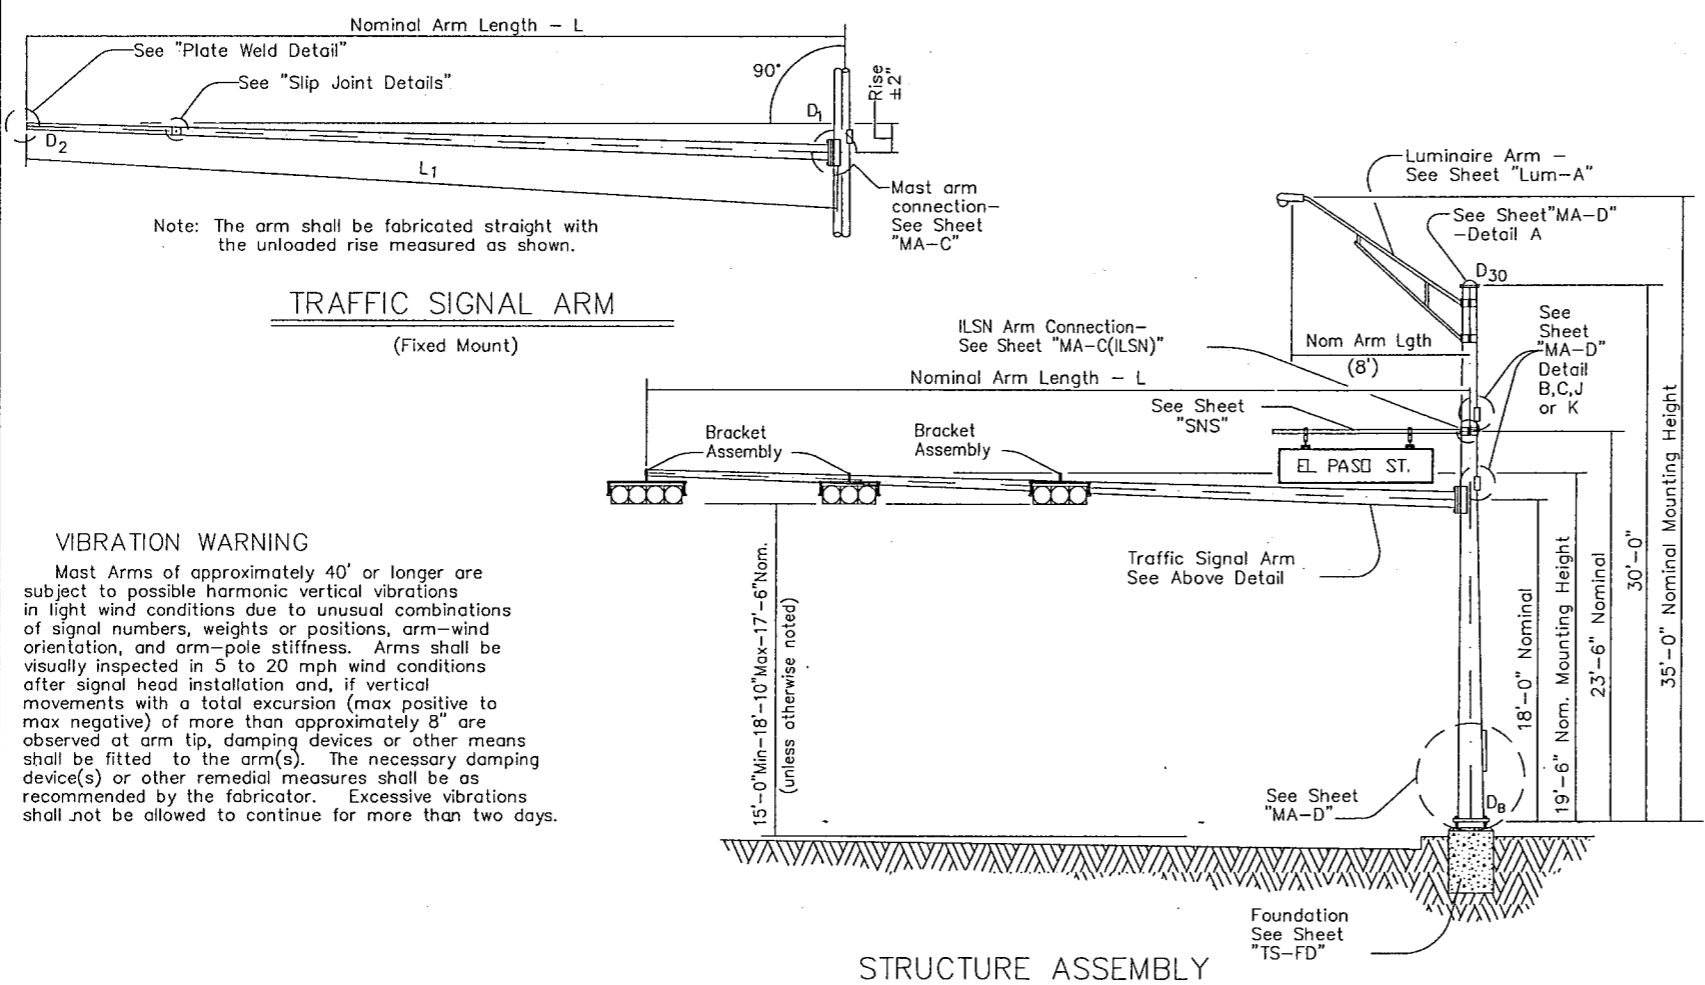 Nominal Arm Length - L
See "Plate Weld Detail"
See "Slip Joint Details"
90°
Rise
±2"
D1
D2
L1
Mast arm
connection-
See Sheet
"MA-C"
Note: The arm shall be fabricated straight with
the unloaded rise measured as shown.
TRAFFIC SIGNAL ARM
(Fixed Mount)
Luminaire Arm -
See Sheet "Lum-A"
See Sheet"MA-D"
-Detail A
D30
ILSN Arm Connection-
See Sheet "MA-C(ILSN)"
Nom Arm Lgth
(8')
See
Sheet
"MA-D"
Detail
B,C,J
or K
Nominal Arm Length - L
See Sheet
"SNS"
Bracket
Assembly
Bracket
Assembly
EL PASO ST.
Traffic Signal Arm
See Above Detail
15'-0"Min-18'-10"Max-17'-6"Nom.
(unless otherwise noted)
18'-0" Nominal
19'-6" Nom. Mounting Height
23'-6" Nominal
30'-0"
35'-0" Nominal Mounting Height
VIBRATION WARNING
Mast Arms of approximately 40' or longer are
subject to possible harmonic vertical vibrations
in light wind conditions due to unusual combinations
of signal numbers, weights or positions, arm-wind
orientation, and arm-pole stiffness. Arms shall be
visually inspected in 5 to 20 mph wind conditions
after signal head installation and, if vertical
movements with a total excursion (max positive to
max negative) of more than approximately 8" are
observed at arm tip, damping devices or other means
shall be fitted to the arm(s). The necessary damping
device(s) or other remedial measures shall be as
recommended by the fabricator. Excessive vibrations
shall not be allowed to continue for more than two days.
See Sheet
"MA-D"
DB
Foundation
See Sheet
"TS-FD"
STRUCTURE ASSEMBLY